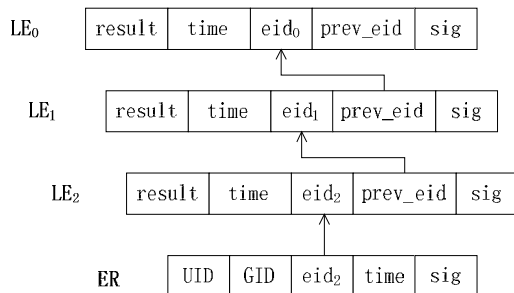 LE₀ result time eid₀ prev_eid sig
LE₁ result time eid₁ prev_eid sig
LE₂ result time eid₂ prev_eid sig
ER UID GID eid₂ time sig